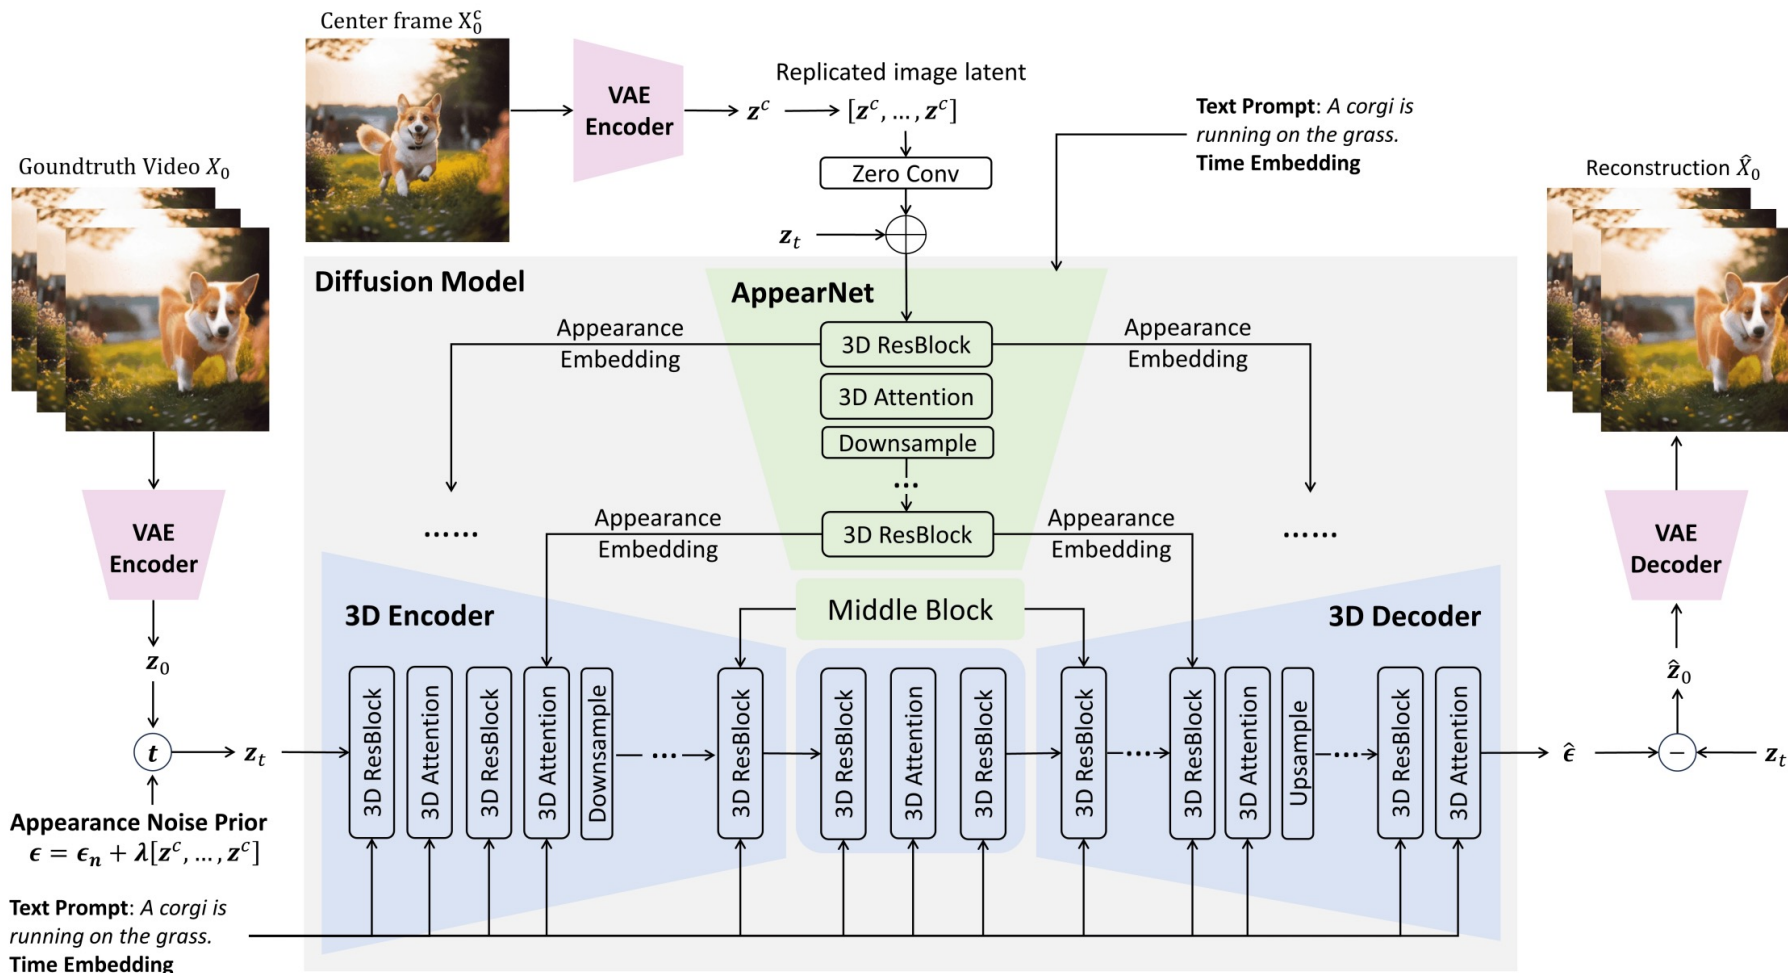 Center frame X₀ᶜ
VAE
Encoder
zᶜ
Replicated image latent
[zᶜ, …, zᶜ]
Zero Conv
zₜ
Text Prompt: A corgi is
running on the grass.
Time Embedding
Goundtruth Video X₀
Reconstruction X̂₀
Diffusion Model
AppearNet
Appearance
Embedding
3D ResBlock
Appearance
Embedding
3D Attention
Downsample
...
Appearance
Embedding
3D ResBlock
Appearance
Embedding
......
......
VAE
Encoder
VAE
Decoder
3D Encoder
Middle Block
3D Decoder
z₀
t
zₜ
Appearance Noise Prior
ϵ = ϵₙ + λ[zᶜ, …, zᶜ]
3D ResBlock
3D Attention
3D ResBlock
3D Attention
Downsample
...
3D ResBlock
3D ResBlock
3D Attention
3D ResBlock
3D ResBlock
...
3D ResBlock
3D Attention
Upsample
...
3D ResBlock
3D Attention
ϵ̂
−
zₜ
ẑ₀
Text Prompt: A corgi is
running on the grass.
Time Embedding